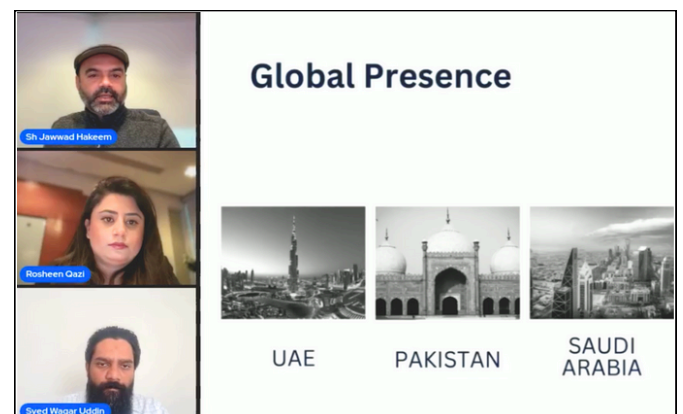 Global Presence
Sh Jawwad Hakeem
Rosheen Qazi
Syed Waqar Uddin
UAE
PAKISTAN
SAUDI
ARABIA